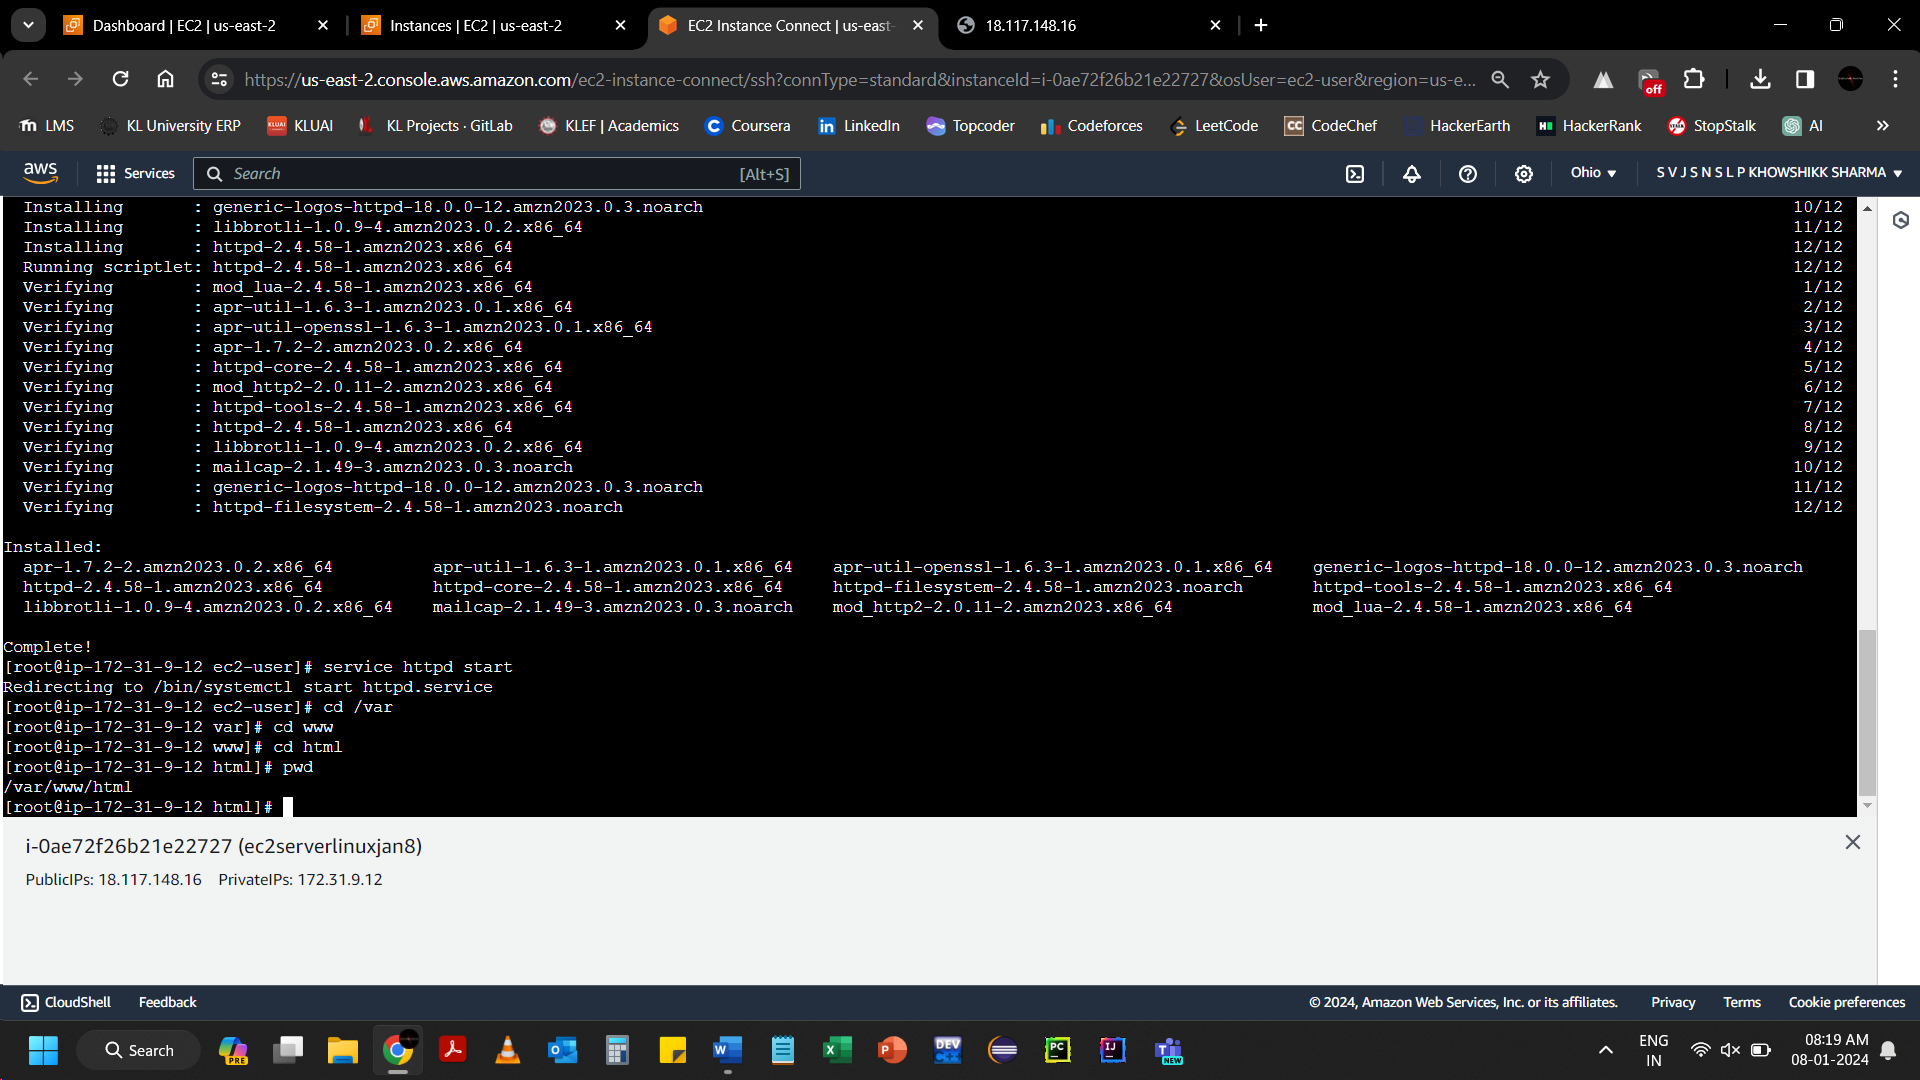 Dashboard | EC2 | us-east-2
Instances | EC2 | us-east-2
EC2 Instance Connect | us-east-
18.117.148.16
https://us-east-2.console.aws.amazon.com/ec2-instance-connect/ssh?connType=standard&instanceId=i-0ae72f26b21e22727&osUser=ec2-user&region=us-e...
off
LMS
KL University ERP
KLUAI
KL Projects · GitLab
KLEF | Academics
Coursera
LinkedIn
Topcoder
Codeforces
LeetCode
CodeChef
HackerEarth
HackerRank
StopStalk
AI
aws
Services
Search
[Alt+S]
Ohio
S V J S N S L P KHOWSHIKK SHARMA
Installing : generic-logos-httpd-18.0.0-12.amzn2023.0.3.noarch 10/12
Installing : libbrotli-1.0.9-4.amzn2023.0.2.x86_64 11/12
Installing : httpd-2.4.58-1.amzn2023.x86_64 12/12
Running scriptlet: httpd-2.4.58-1.amzn2023.x86_64 12/12
Verifying : mod_lua-2.4.58-1.amzn2023.x86_64 1/12
Verifying : apr-util-1.6.3-1.amzn2023.0.1.x86_64 2/12
Verifying : apr-util-openssl-1.6.3-1.amzn2023.0.1.x86_64 3/12
Verifying : apr-1.7.2-2.amzn2023.0.2.x86_64 4/12
Verifying : httpd-core-2.4.58-1.amzn2023.x86_64 5/12
Verifying : mod_http2-2.0.11-2.amzn2023.x86_64 6/12
Verifying : httpd-tools-2.4.58-1.amzn2023.x86_64 7/12
Verifying : httpd-2.4.58-1.amzn2023.x86_64 8/12
Verifying : libbrotli-1.0.9-4.amzn2023.0.2.x86_64 9/12
Verifying : mailcap-2.1.49-3.amzn2023.0.3.noarch 10/12
Verifying : generic-logos-httpd-18.0.0-12.amzn2023.0.3.noarch 11/12
Verifying : httpd-filesystem-2.4.58-1.amzn2023.noarch 12/12
Installed:
apr-1.7.2-2.amzn2023.0.2.x86_64 apr-util-1.6.3-1.amzn2023.0.1.x86_64 apr-util-openssl-1.6.3-1.amzn2023.0.1.x86_64 generic-logos-httpd-18.0.0-12.amzn2023.0.3.noarch
httpd-2.4.58-1.amzn2023.x86_64 httpd-core-2.4.58-1.amzn2023.x86_64 httpd-filesystem-2.4.58-1.amzn2023.noarch httpd-tools-2.4.58-1.amzn2023.x86_64
libbrotli-1.0.9-4.amzn2023.0.2.x86_64 mailcap-2.1.49-3.amzn2023.0.3.noarch mod_http2-2.0.11-2.amzn2023.x86_64 mod_lua-2.4.58-1.amzn2023.x86_64
Complete!
[root@ip-172-31-9-12 ec2-user]# service httpd start
Redirecting to /bin/systemctl start httpd.service
[root@ip-172-31-9-12 ec2-user]# cd /var
[root@ip-172-31-9-12 var]# cd www
[root@ip-172-31-9-12 www]# cd html
[root@ip-172-31-9-12 html]# pwd
/var/www/html
[root@ip-172-31-9-12 html]#
i-0ae72f26b21e22727 (ec2serverlinuxjan8)
PublicIPs: 18.117.148.16 PrivateIPs: 172.31.9.12
CloudShell
Feedback
© 2024, Amazon Web Services, Inc. or its affiliates.
Privacy
Terms
Cookie preferences
Search
PRE
DEV
PC
IJ
NEW
ENG
IN
08:19 AM
08-01-2024